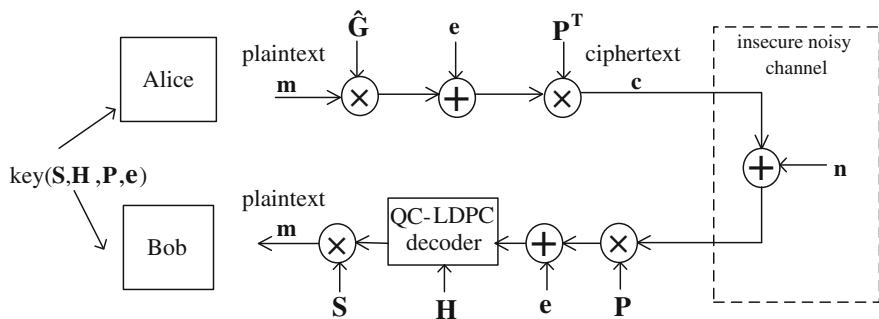 Ĝ
e
Pᵀ
insecure noisy
channel
plaintext
ciphertext
Alice
m
×
+
×
c
key(S,H ,P,e)
+
n
plaintext
QC-LDPC
decoder
Bob
m
×
+
×
S
H
e
P